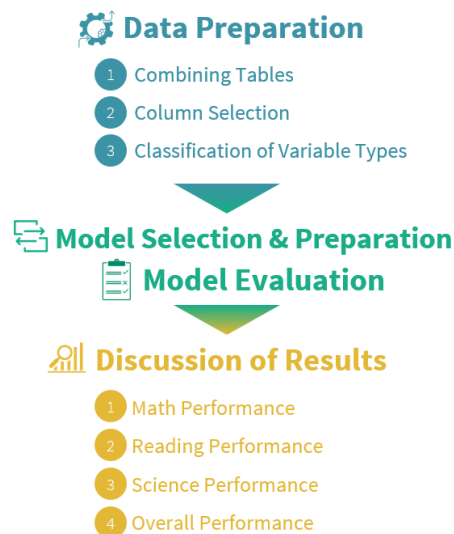 Data Preparation
1 Combining Tables
2 Column Selection
3 Classification of Variable Types
Model Selection & Preparation
Model Evaluation
Discussion of Results
1 Math Performance
2 Reading Performance
3 Science Performance
4 Overall Performance